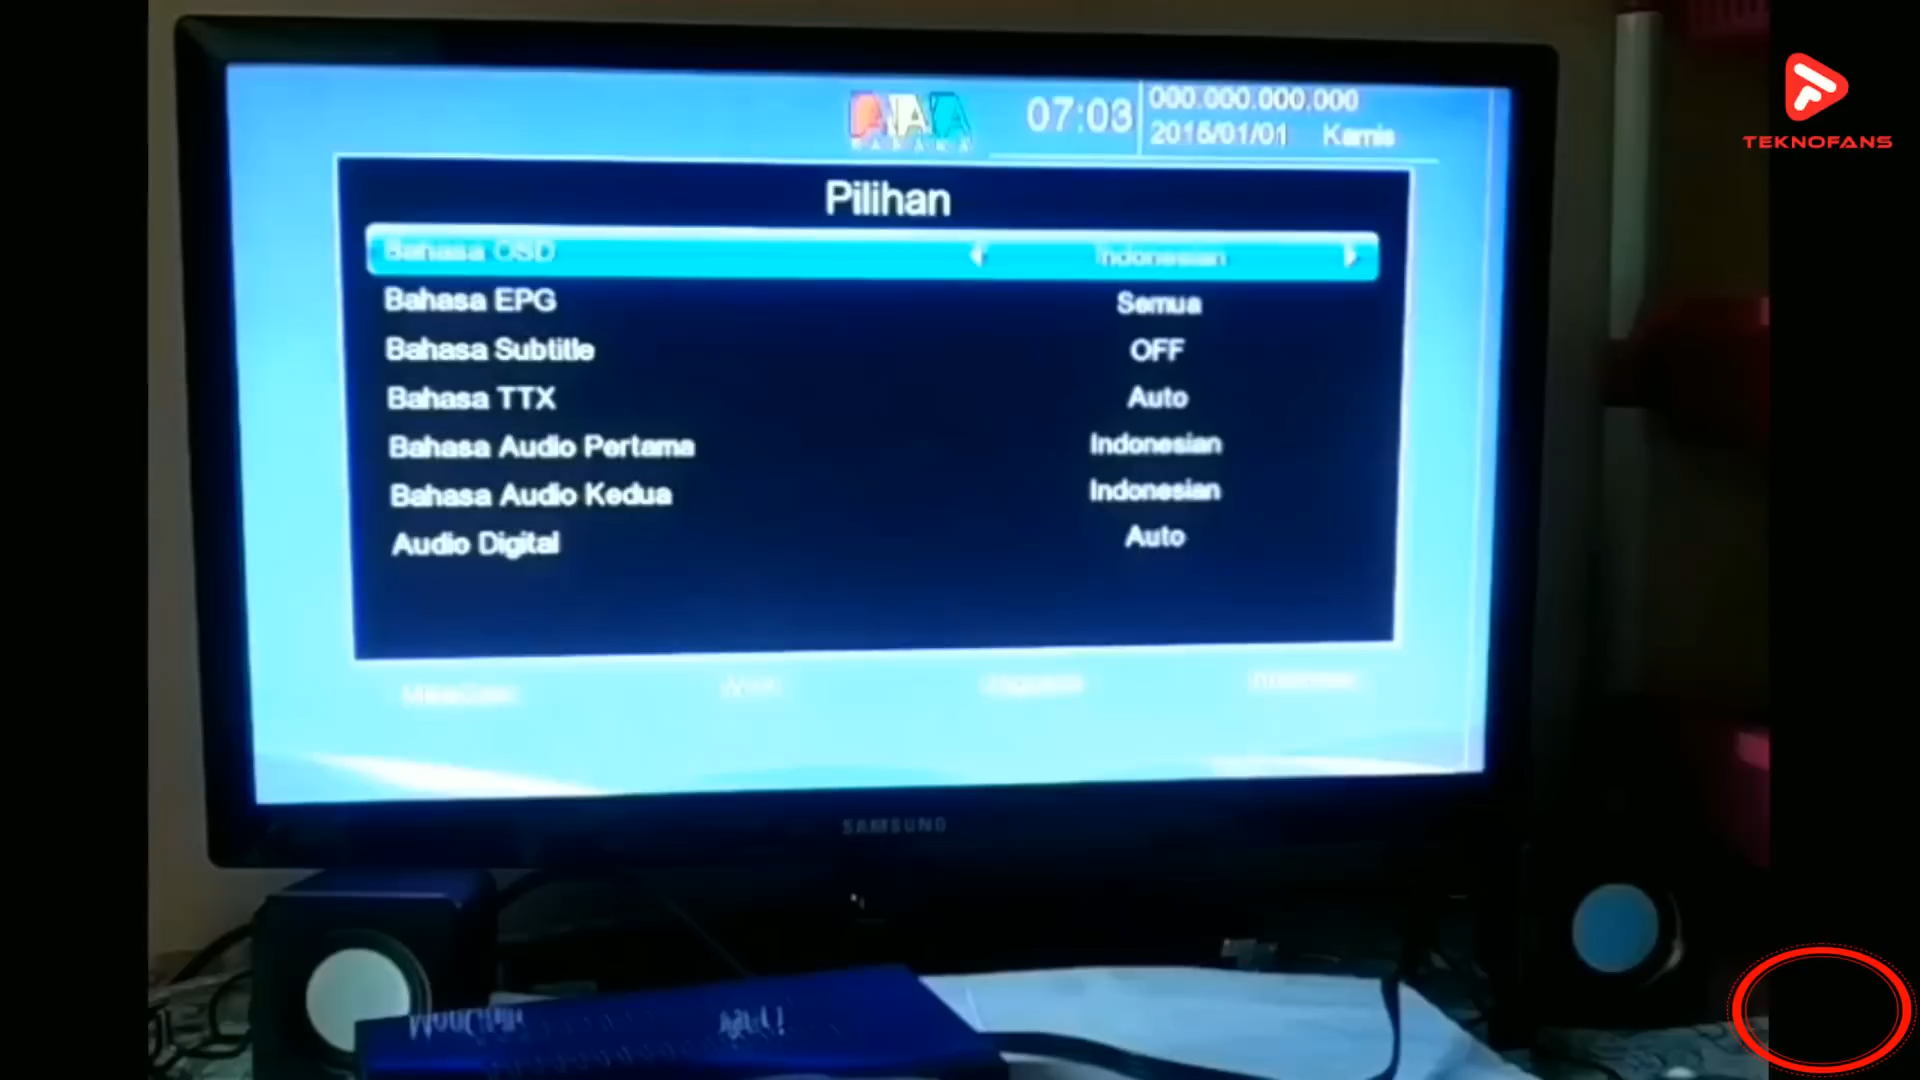 TEKNOFANS
07:03
000.000.000.000
2015/01/01 Kamis
Pilihan
Bahasa OSD Indonesian
Bahasa EPG Semua
Bahasa Subtitle OFF
Bahasa TTX Auto
Bahasa Audio Pertama Indonesian
Bahasa Audio Kedua Indonesian
Audio Digital Auto
SAMSUNG